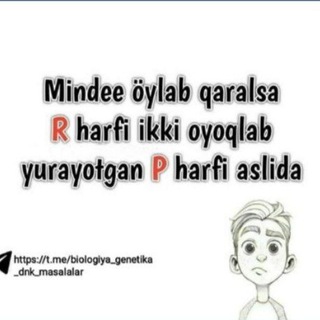 Mindee öylab qaralsa
R harfi ikki oyoqlab
yurayotgan P harfi aslida
https://t.me/biologiya_genetika
_dnk_masalalar